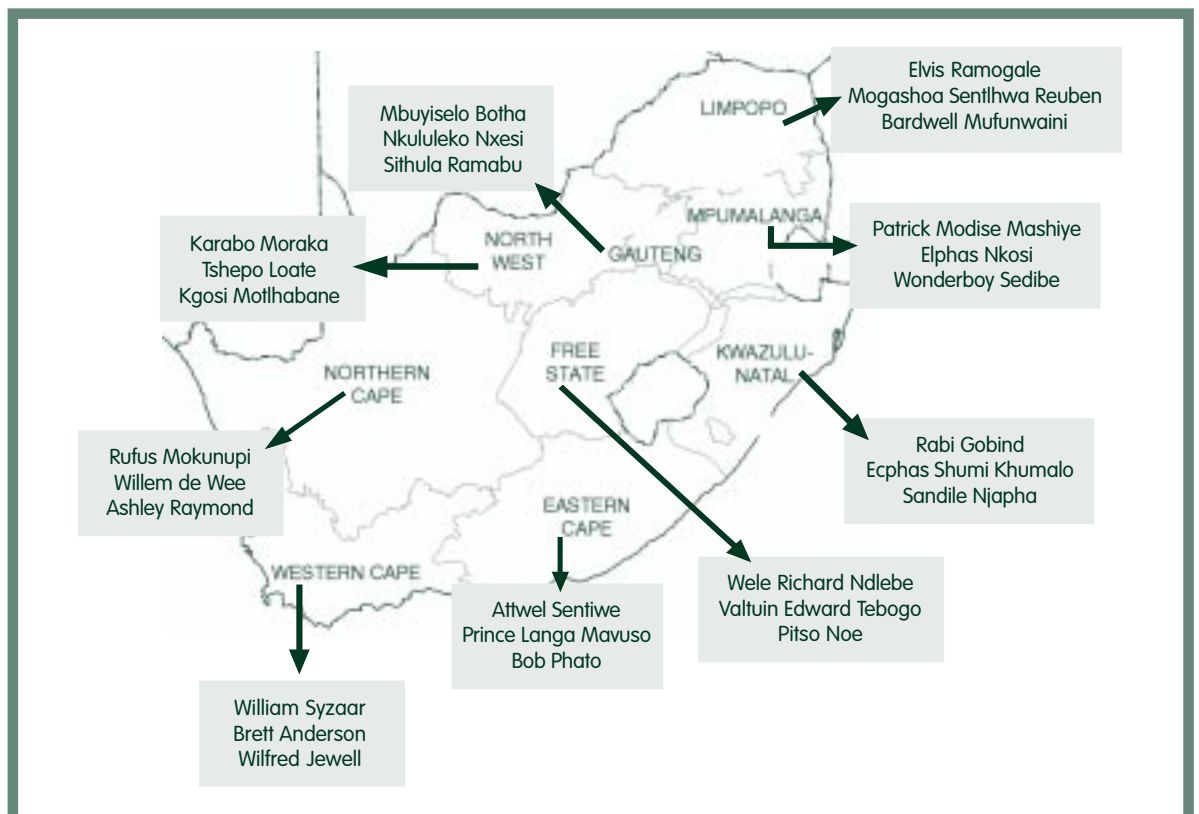 Elvis Ramogale
Mogashoa Sentlhwa Reuben
Bardwell Mufunwaini
LIMPOPO
Mbuyiselo Botha
Nkululeko Nxesi
Sithula Ramabu
MPUMALANGA
Patrick Modise Mashiye
Elphas Nkosi
Wonderboy Sedibe
Karabo Moraka
Tshepo Loate
Kgosi Motlhabane
NORTH
WEST
GAUTENG
FREE
STATE
KWAZULU-
NATAL
NORTHERN
CAPE
Rabi Gobind
Ecphas Shumi Khumalo
Sandile Njapha
Rufus Mokunupi
Willem de Wee
Ashley Raymond
EASTERN
CAPE
WESTERN CAPE
Wele Richard Ndlebe
Valtuin Edward Tebogo
Pitso Noe
Attwel Sentiwe
Prince Langa Mavuso
Bob Phato
William Syzaar
Brett Anderson
Wilfred Jewell